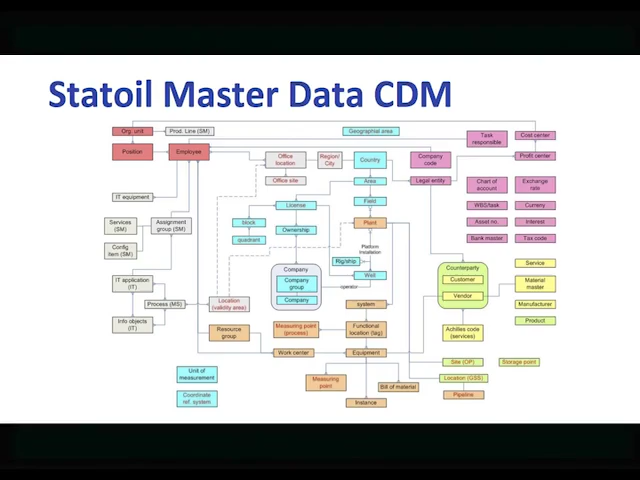 Statoil Master Data CDM
Org. unit
Prod. Line (SM)
Geographical area
Task
responsible
Cost center
Position
Employee
Office
location
Region/
City
Country
Company
code
Profit center
Office site
Area
Legal entity
Chart of
account
Exchange
rate
IT equipment
License
Field
WBS/task
Curreny
Services
(SM)
Assignment
group (SM)
block
Ownership
Plant
Asset no.
Interest
quadrant
Bank master
Tax code
Config
item (SM)
Platform
Installation
Rig/ship
Company
Company
group
Company
operator
Well
Counterparty
Customer
Vendor
Service
Material
master
Manufacturer
Product
IT application
(IT)
Process (MS)
Info objects
(IT)
Location
(validity area)
system
Resource
group
Measuring point
(process)
Functional
location (tag)
Achilles code
(services)
Work center
Equipment
Site (OP)
Storage point
Unit of
measurement
Measuring
point
Bill of material
Location (GSS)
Pipeline
Coordinate
ref. system
Instance